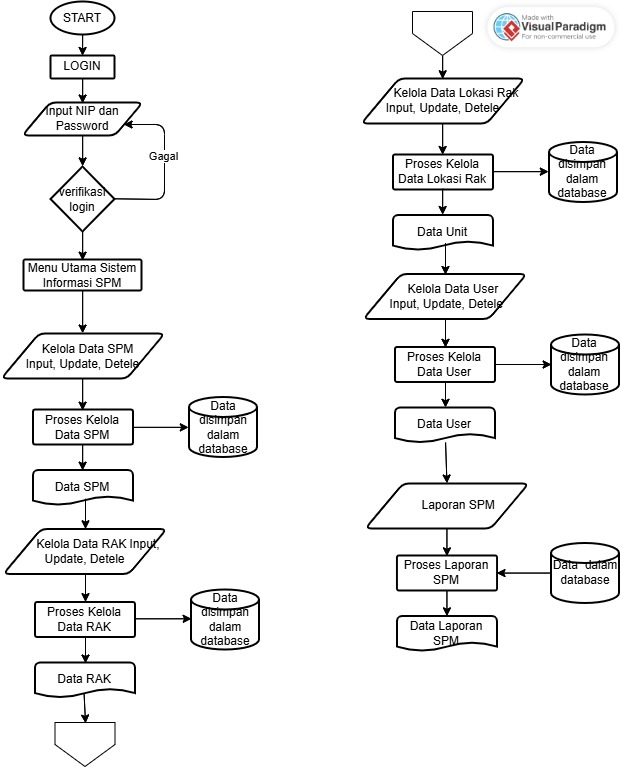 START
LOGIN
Input NIP dan
Password
Gagal
verifikasi
login
Menu Utama Sistem
Informasi SPM
Kelola Data SPM
Input, Update, Detele
Proses Kelola
Data SPM
Data
disimpan
dalam
database
Data SPM
Kelola Data RAK Input,
Update, Detele
Proses Kelola
Data RAK
Data
disimpan
dalam
database
Data RAK
Made with
VisualParadigm
For non-commercial use
Kelola Data Lokasi Rak
Input, Update, Detele
Proses Kelola
Data Lokasi Rak
Data
disimpan
dalam
database
Data Unit
Kelola Data User
Input, Update, Detele
Proses Kelola
Data User
Data
disimpan
dalam
database
Data User
Laporan SPM
Proses Laporan
SPM
Data dalam
database
Data Laporan
SPM